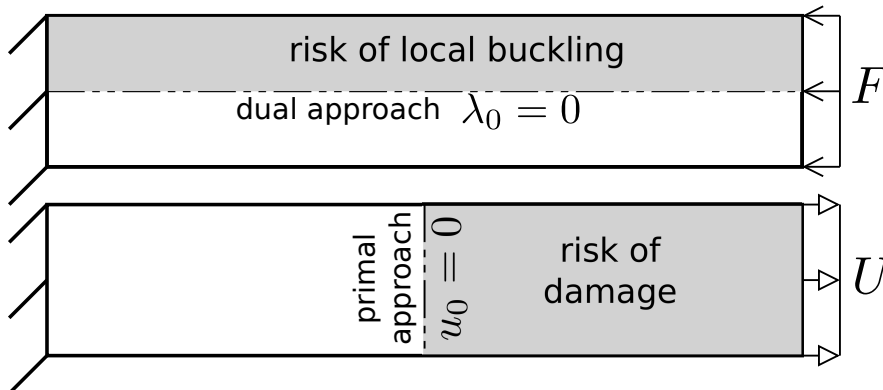 risk of local buckling
dual approach λ₀ = 0
F
primal
approach
u₀ = 0
risk of
damage
U